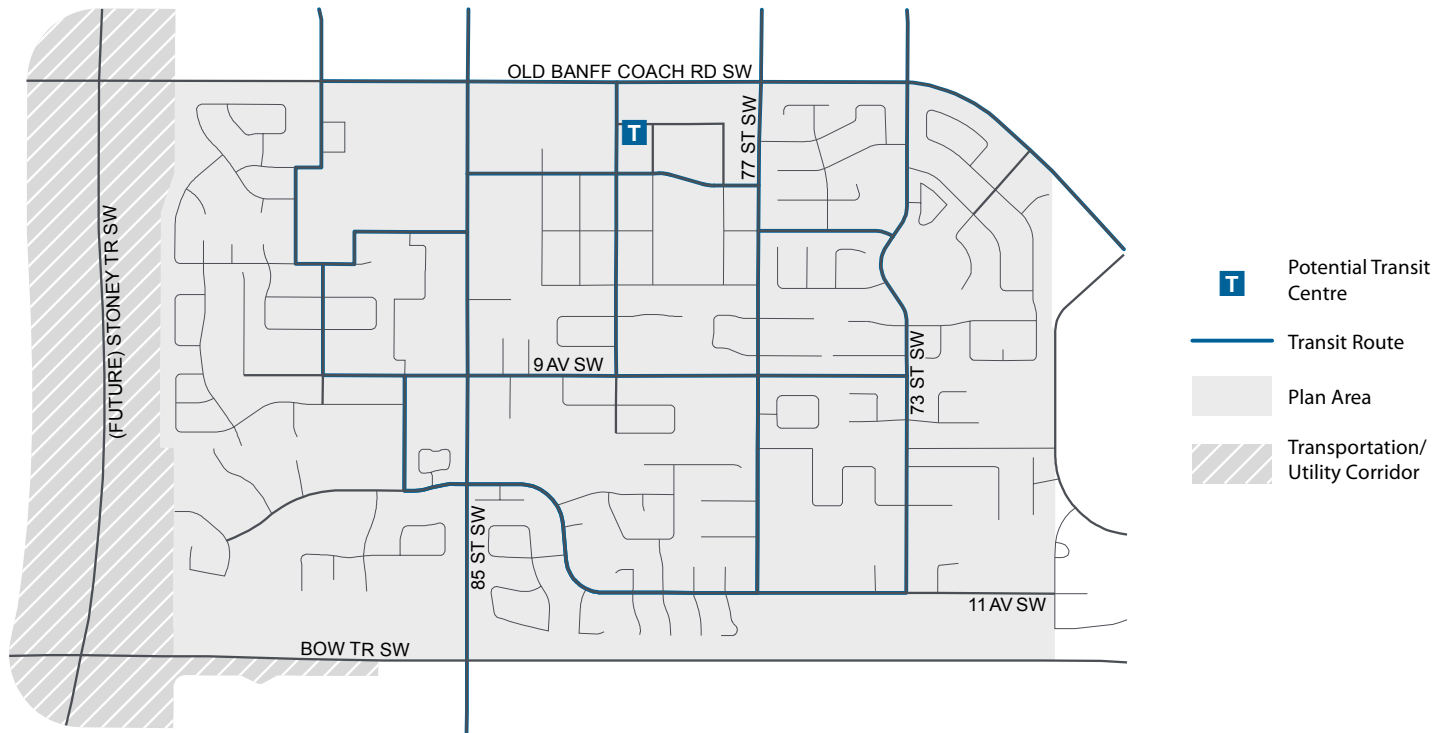 OLD BANFF COACH RD SW
T
77 ST SW
(FUTURE) STONEY TR SW
9 AV SW
73 ST SW
85 ST SW
11 AV SW
BOW TR SW
T
Potential Transit
Centre
Transit Route
Plan Area
Transportation/
Utility Corridor